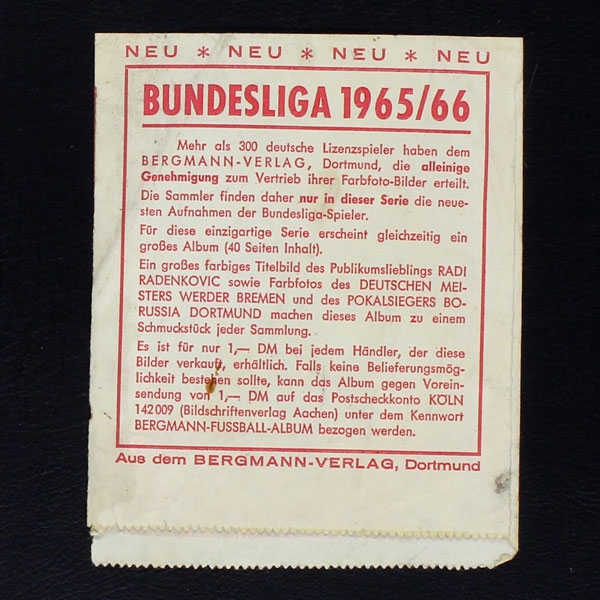 NEU * NEU * NEU * NEU
BUNDESLIGA 1965/66
Mehr als 300 deutsche Lizenzspieler haben dem
BERGMANN-VERLAG, Dortmund, die alleinige
Genehmigung zum Vertrieb ihrer Farbfoto-Bilder erteilt.
Die Sammler finden daher nur in dieser Serie die neue-
sten Aufnahmen der Bundesliga-Spieler.
Für diese einzigartige Serie erscheint gleichzeitig ein
großes Album (40 Seiten Inhalt).
Ein großes farbiges Titelbild des Publikumslieblings RADI
RADENKOVIC sowie Farbfotos des DEUTSCHEN MEI-
STERS WERDER BREMEN und des POKALSIEGERS BO-
RUSSIA DORTMUND machen dieses Album zu einem
Schmuckstück jeder Sammlung.
Es ist für nur 1,— DM bei jedem Händler, der diese
Bilder verkauft, erhältlich. Falls keine Belieferungsmög-
lichkeit bestehen sollte, kann das Album gegen Vorein-
sendung von 1,— DM auf das Postscheckkonto KÖLN
142009 (Bildschriftenverlag Aachen) unter dem Kennwort
BERGMANN-FUSSBALL-ALBUM bezogen werden.
Aus dem BERGMANN-VERLAG, Dortmund